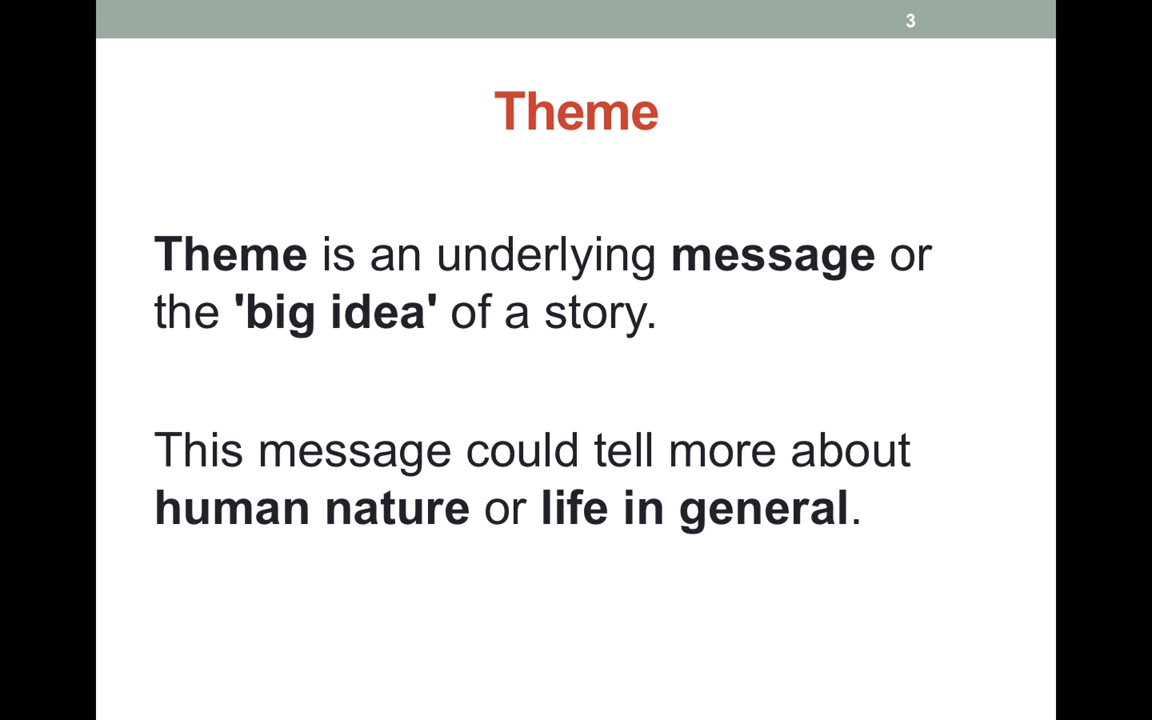 3
Theme
Theme is an underlying message or
the 'big idea' of a story.
This message could tell more about
human nature or life in general.